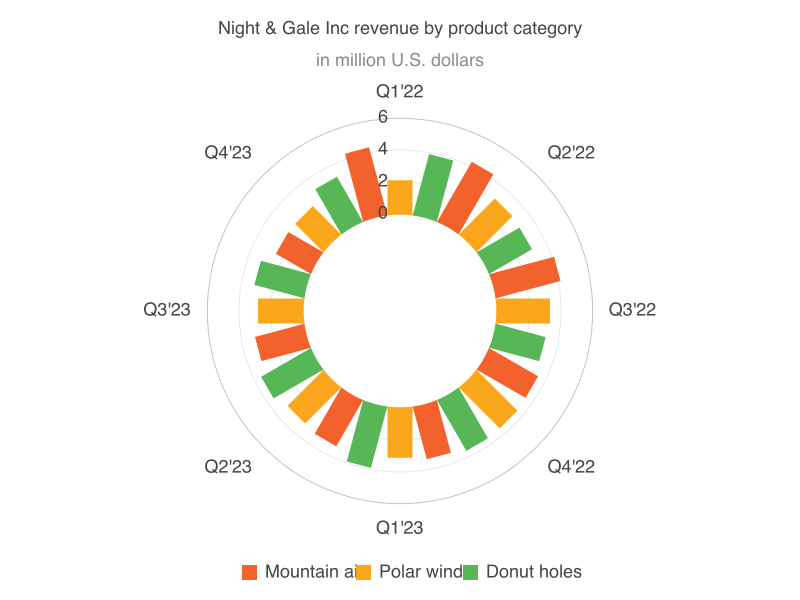 Night & Gale Inc revenue by product category
in million U.S. dollars
Q1'22
6
Q4'23
4
Q2'22
2
0
Q3'23
Q3'22
Q2'23
Q4'22
Q1'23
Mountain ai Polar wind Donut holes